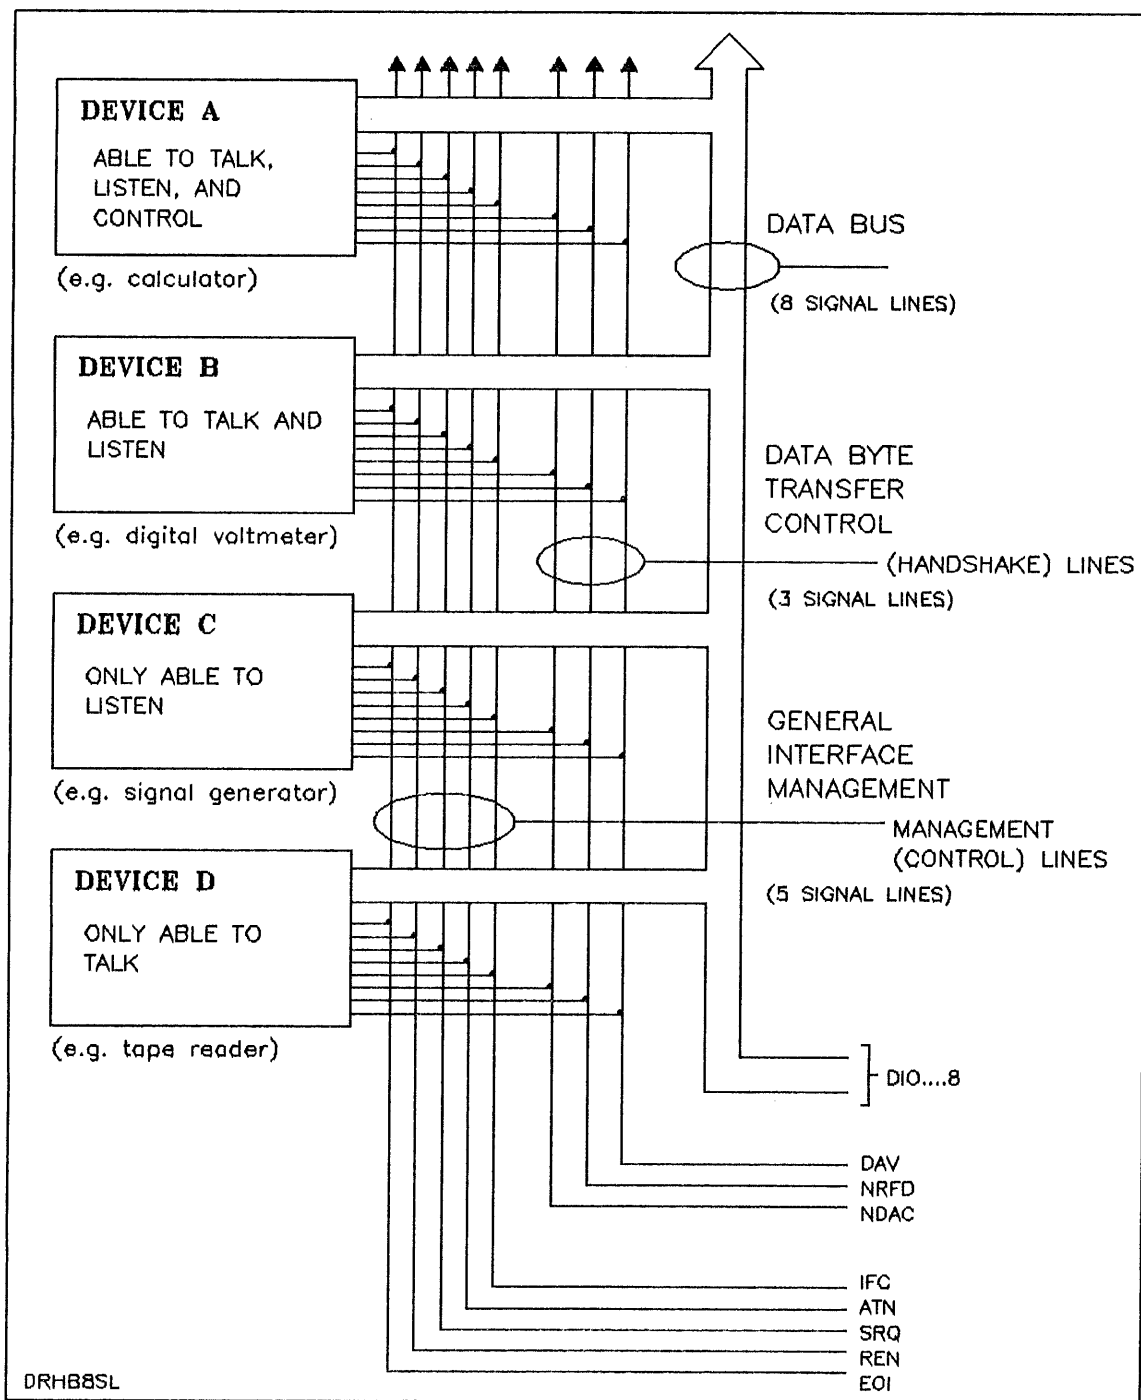 DEVICE A
ABLE TO TALK,
LISTEN, AND
CONTROL
(e.g. calculator)
DATA BUS
(8 SIGNAL LINES)
DEVICE B
ABLE TO TALK AND
LISTEN
(e.g. digital voltmeter)
DATA BYTE
TRANSFER
CONTROL
(HANDSHAKE) LINES
(3 SIGNAL LINES)
DEVICE C
ONLY ABLE TO
LISTEN
(e.g. signal generator)
GENERAL
INTERFACE
MANAGEMENT
MANAGEMENT
(CONTROL) LINES
(5 SIGNAL LINES)
DEVICE D
ONLY ABLE TO
TALK
(e.g. tape reader)
DIO....8
DAV
NRFD
NDAC
IFC
ATN
SRQ
REN
EOI
DRHB8SL